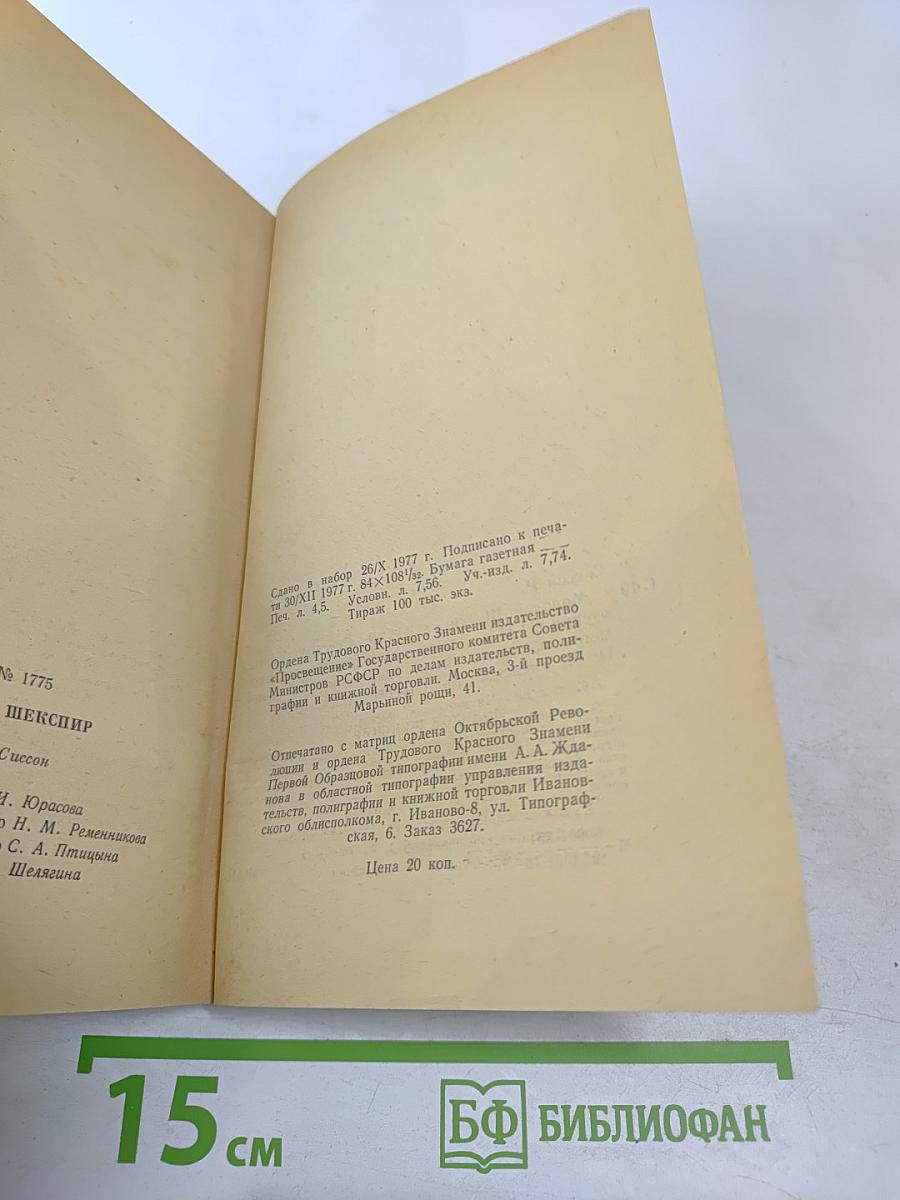 № 1775
ШЕКСПИР
Сиссон
И. Юрасова
р Н. М. Ременникова
р С. А. Птицына
Шелягина
Сдано в набор 26/X 1977 г. Подписано к печа-
ти 30/XII 1977 г. 84×108¹/₃₂. Бумага газетная
Печ. л. 4,5. Условн. л. 7,56. Уч.-изд. л. 7,74.
Тираж 100 тыс. экз.
Ордена Трудового Красного Знамени издательство
«Просвещение» Государственного комитета Совета
Министров РСФСР по делам издательств, поли-
графии и книжной торговли. Москва, 3-й проезд
Марьиной рощи, 41.
Отпечатано с матриц ордена Октябрьской Рево-
люции и ордена Трудового Красного Знамени
Первой Образцовой типографии имени А. А. Жда-
нова в областной типографии управления изда-
тельств, полиграфии и книжной торговли Иванов-
ского облисполкома, г. Иваново-8, ул. Типограф-
ская, 6. Заказ 3627.
Цена 20 коп.
15 см
БФ БИБЛИОФАН